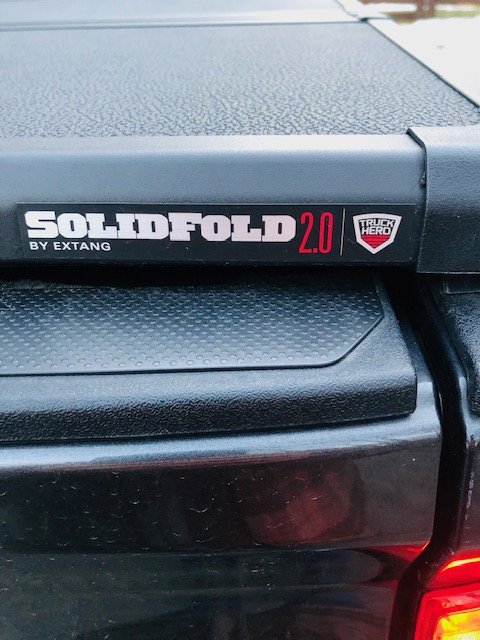 SOLIDFOLD 2.0
BY EXTANG
TRUCK
HERO